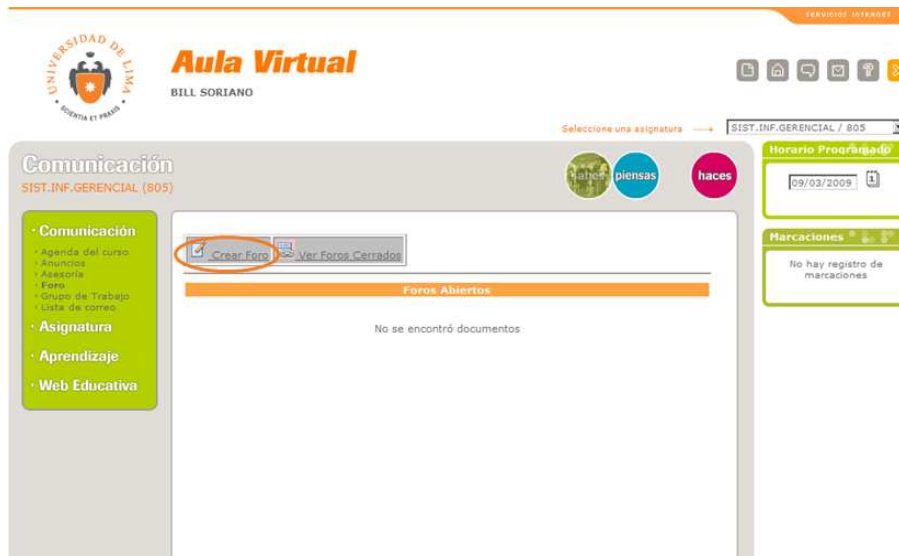 SERVICIOS INTRANET
UNIVERSIDAD DE LIMA
SCIENTIA ET PRAXIS
Aula Virtual
BILL SORIANO
Seleccione una asignatura
SIST.INF.GERENCIAL / 805
Comunicación
SIST.INF.GERENCIAL (805)
sabes
piensas
haces
Horario Programado
09/03/2009
1
· Comunicación
Agenda del curso
Anuncios
Asesoría
Foro
Grupo de Trabajo
Lista de correo
· Asignatura
· Aprendizaje
· Web Educativa
Crear Foro
Ver Foros Cerrados
Foros Abiertos
No se encontró documentos
Marcaciones
No hay registro de
marcaciones